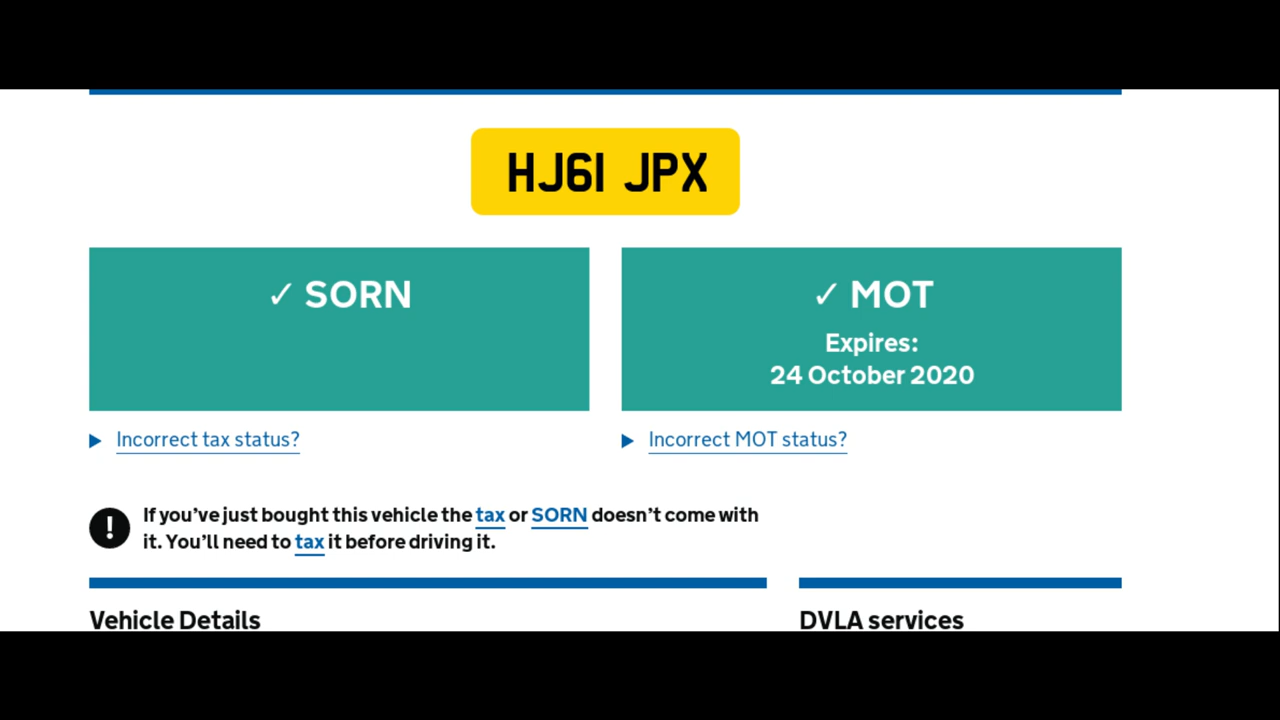 HJ61 JPX
✓ SORN
✓ MOT
Expires:
24 October 2020
Incorrect tax status?
Incorrect MOT status?
If you’ve just bought this vehicle the tax or SORN doesn’t come with
it. You’ll need to tax it before driving it.
Vehicle Details
DVLA services